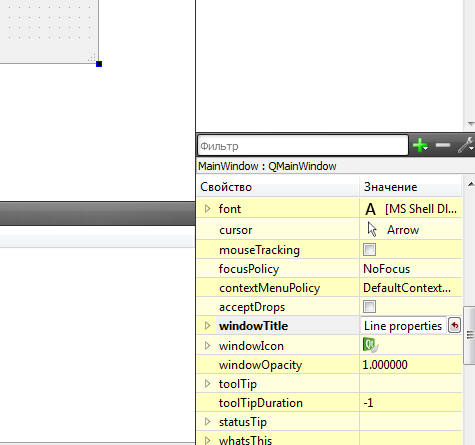 Фильтр
MainWindow : QMainWindow
Свойство Значение
font A [MS Shell Dl...
cursor Arrow
mouseTracking
focusPolicy NoFocus
contextMenuPolicy DefaultContext...
acceptDrops
windowTitle Line properties
windowIcon Qt
windowOpacity 1.000000
toolTip
toolTipDuration -1
statusTip
whatsThis